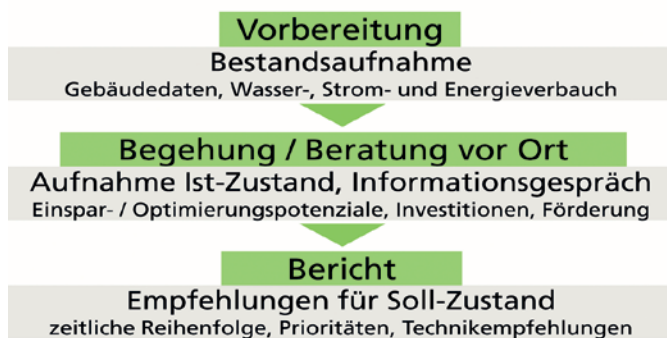 Vorbereitung
Bestandsaufnahme
Gebäudedaten, Wasser-, Strom- und Energieverbauch
Begehung / Beratung vor Ort
Aufnahme Ist-Zustand, Informationsgespräch
Einspar- / Optimierungspotenziale, Investitionen, Förderung
Bericht
Empfehlungen für Soll-Zustand
zeitliche Reihenfolge, Prioritäten, Technikempfehlungen